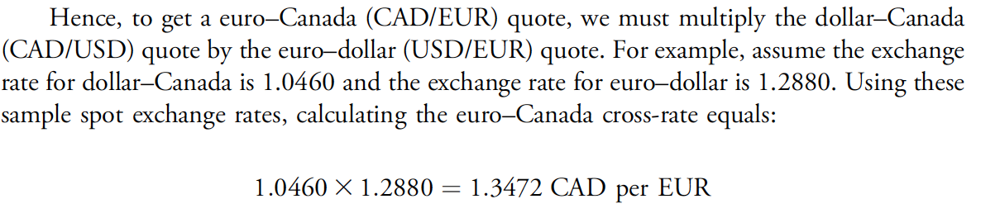 Hence, to get a euro–Canada (CAD/EUR) quote, we must multiply the dollar–Canada
(CAD/USD) quote by the euro–dollar (USD/EUR) quote. For example, assume the exchange
rate for dollar–Canada is 1.0460 and the exchange rate for euro–dollar is 1.2880. Using these
sample spot exchange rates, calculating the euro–Canada cross-rate equals:
1.0460 × 1.2880 = 1.3472 CAD per EUR